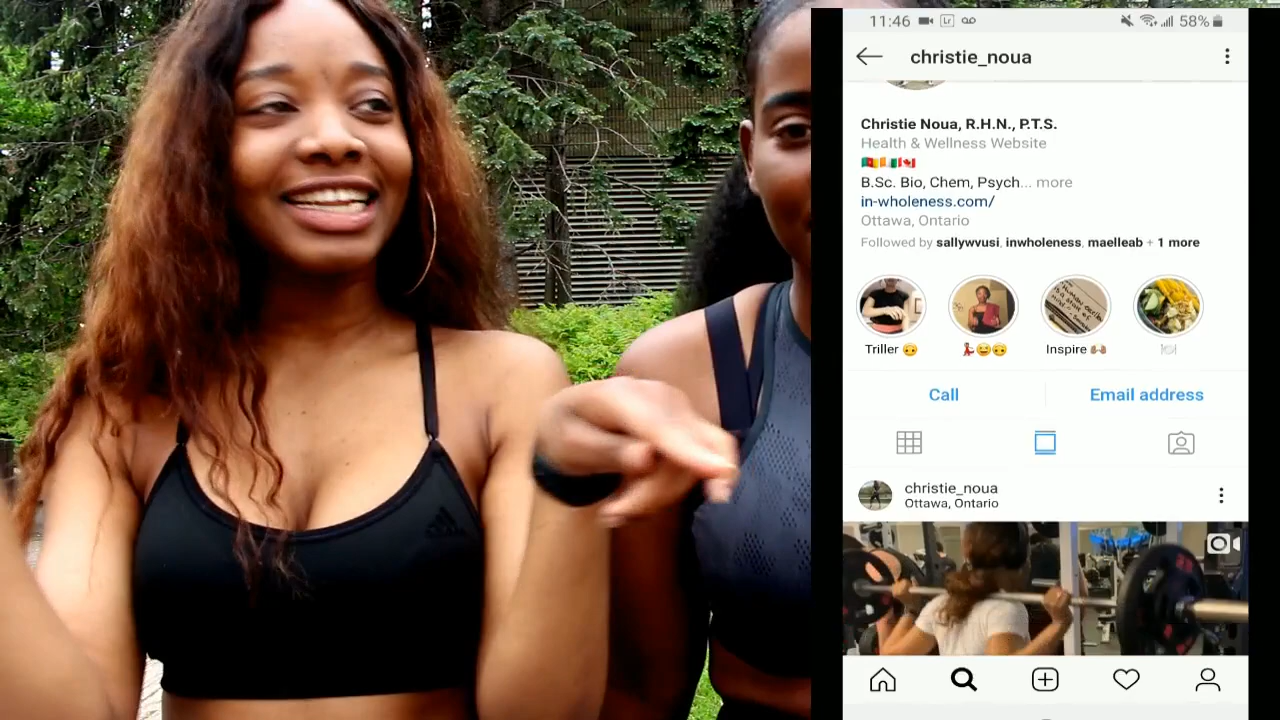 11:46
58%
christie_noua
Christie Noua, R.H.N., P.T.S.
Health & Wellness Website
🇨🇲🇨🇮🇨🇦
B.Sc. Bio, Chem, Psych... more
in-wholeness.com/
Ottawa, Ontario
Followed by sallywvusi, inwholeness, maelleab + 1 more
Triller
Inspire
Call
Email address
christie_noua
Ottawa, Ontario